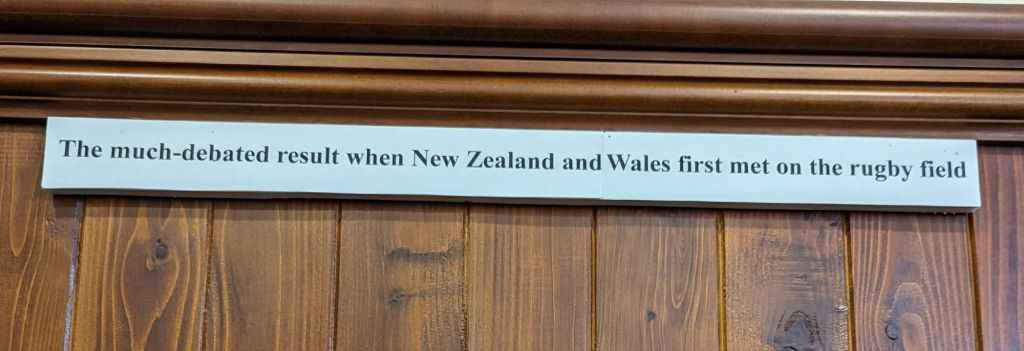 The much-debated result when New Zealand and Wales first met on the rugby field